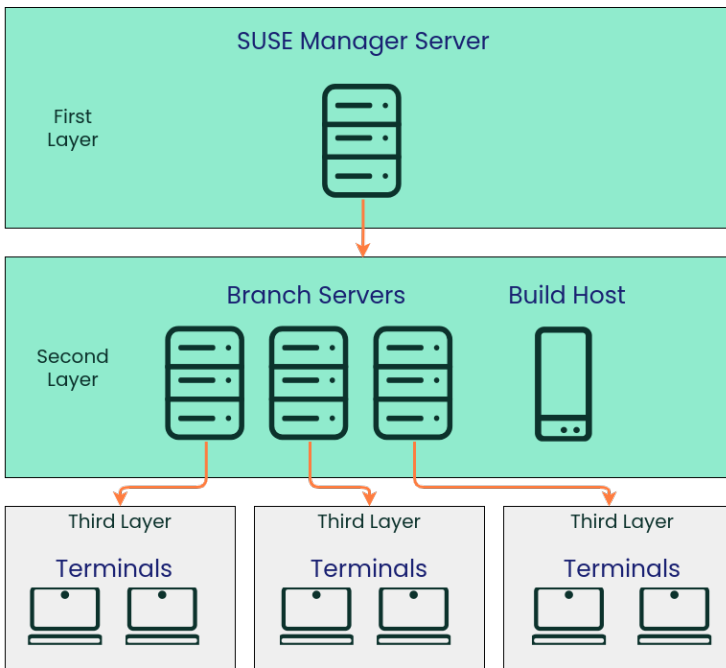 SUSE Manager Server
First
Layer
Branch Servers
Build Host
Second
Layer
Third Layer
Terminals
Third Layer
Terminals
Third Layer
Terminals